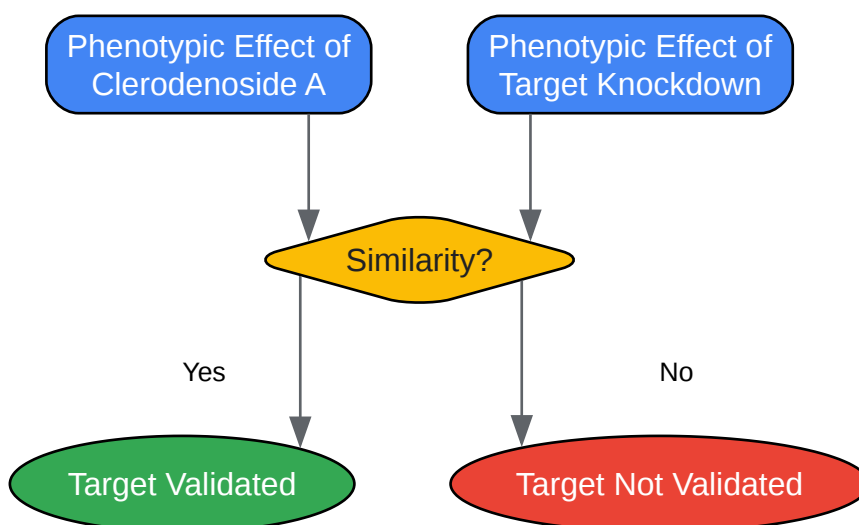 Phenotypic Effect of
Clerodenoside A
Phenotypic Effect of
Target Knockdown
Similarity?
Yes
No
Target Validated
Target Not Validated